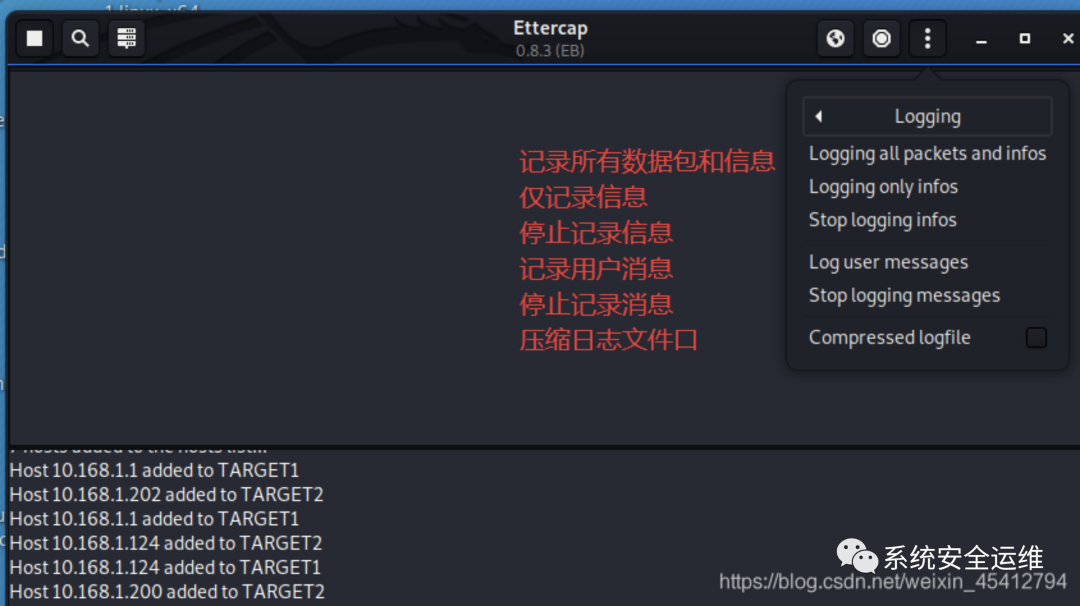 Ettercap
0.8.3 (EB)
Logging
Logging all packets and infos
Logging only infos
Stop logging infos
Log user messages
Stop logging messages
Compressed logfile
记录所有数据包和信息
仅记录信息
停止记录信息
记录用户消息
停止记录消息
压缩日志文件口
hosts added to the hosts list...
Host 10.168.1.1 added to TARGET1
Host 10.168.1.202 added to TARGET2
Host 10.168.1.1 added to TARGET1
Host 10.168.1.124 added to TARGET2
Host 10.168.1.124 added to TARGET1
Host 10.168.1.200 added to TARGET2
系统安全运维
https://blog.csdn.net/weixin_45412794